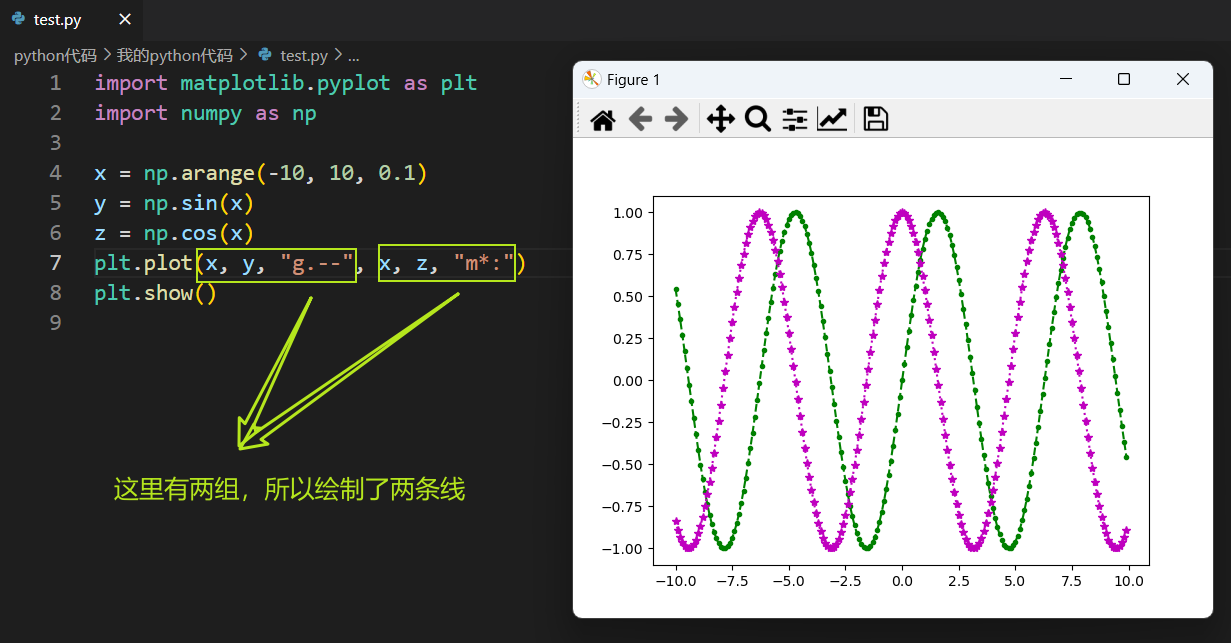 test.py
python代码 > 我的python代码 > test.py > ...
1 import matplotlib.pyplot as plt
2 import numpy as np
3
4 x = np.arange(-10, 10, 0.1)
5 y = np.sin(x)
6 z = np.cos(x)
7 plt.plot(x, y, "g.--", x, z, "m*:")
8 plt.show()
9
这里有两组，所以绘制了两条线
Figure 1
1.00
0.75
0.50
0.25
0.00
−0.25
−0.50
−0.75
−1.00
−10.0 −7.5 −5.0 −2.5 0.0 2.5 5.0 7.5 10.0